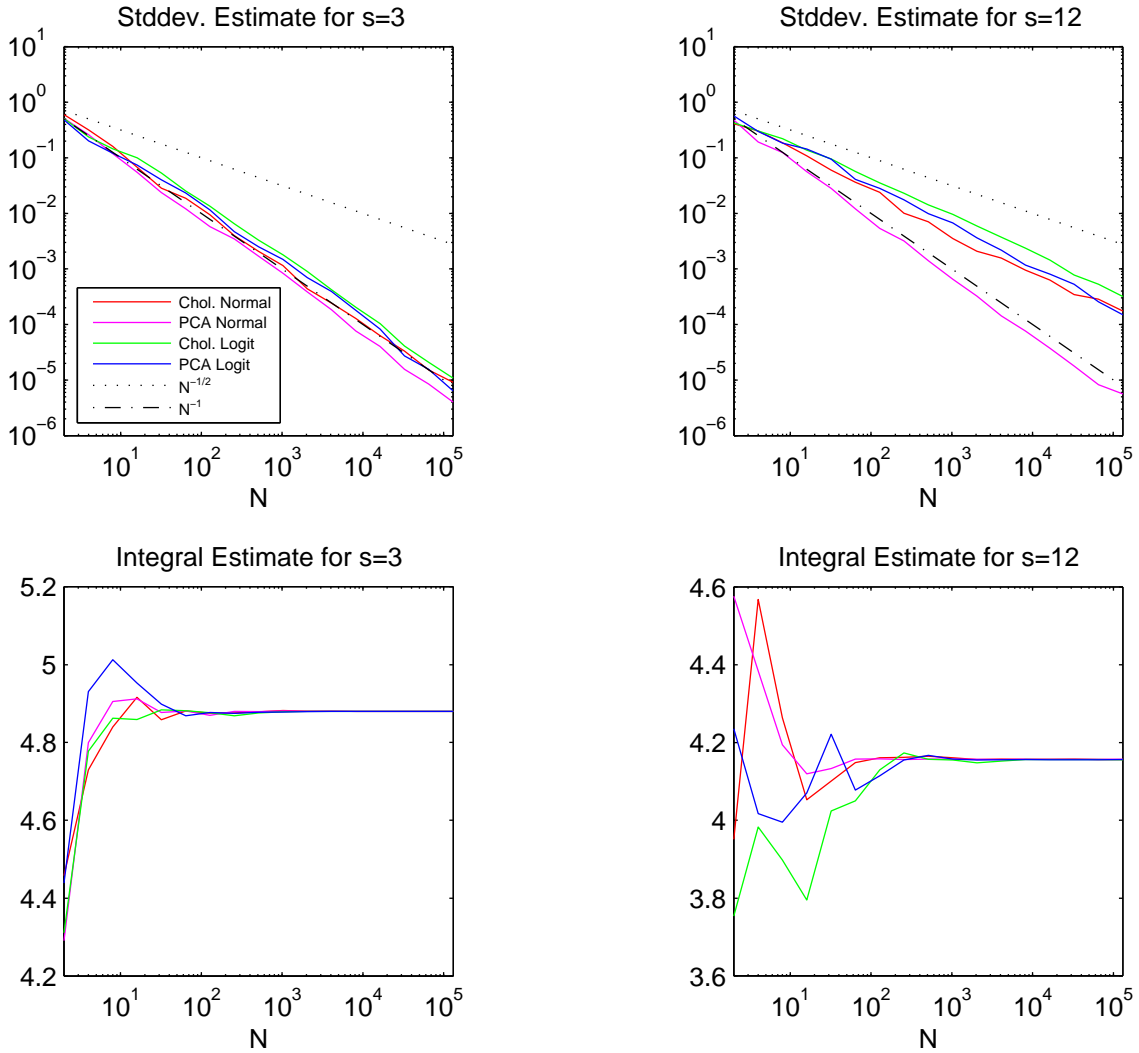 Stddev. Estimate for s=3
10^1
10^0
10^-1
10^-2
10^-3
10^-4
10^-5
10^-6
Chol. Normal
PCA Normal
Chol. Logit
PCA Logit
N^-1/2
N^-1
10^1 10^2 10^3 10^4 10^5
N
Stddev. Estimate for s=12
10^1
10^0
10^-1
10^-2
10^-3
10^-4
10^-5
10^-6
10^1 10^2 10^3 10^4 10^5
N
Integral Estimate for s=3
5.2
5
4.8
4.6
4.4
4.2
10^1 10^2 10^3 10^4 10^5
N
Integral Estimate for s=12
4.6
4.4
4.2
4
3.8
3.6
10^1 10^2 10^3 10^4 10^5
N